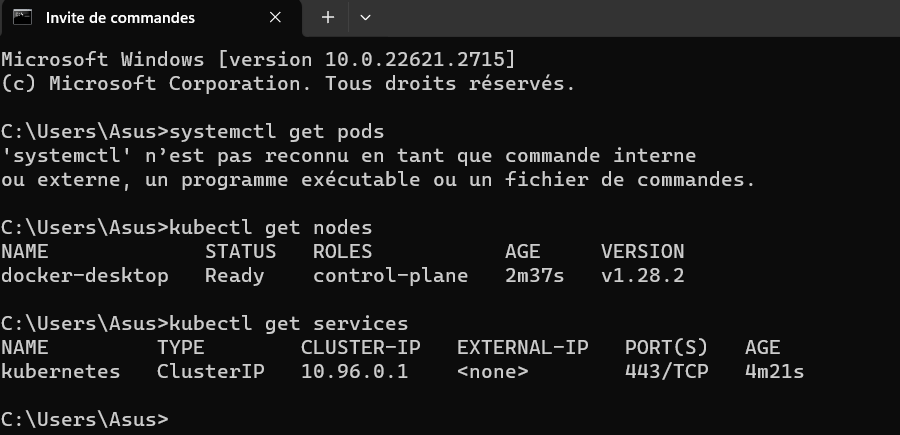 Invite de commandes
Microsoft Windows [version 10.0.22621.2715]
(c) Microsoft Corporation. Tous droits réservés.
C:\Users\Asus>systemctl get pods
'systemctl' n’est pas reconnu en tant que commande interne
ou externe, un programme exécutable ou un fichier de commandes.
C:\Users\Asus>kubectl get nodes
NAME             STATUS   ROLES           AGE     VERSION
docker-desktop   Ready    control-plane   2m37s   v1.28.2
C:\Users\Asus>kubectl get services
NAME         TYPE        CLUSTER-IP   EXTERNAL-IP   PORT(S)   AGE
kubernetes   ClusterIP   10.96.0.1    <none>        443/TCP   4m21s
C:\Users\Asus>